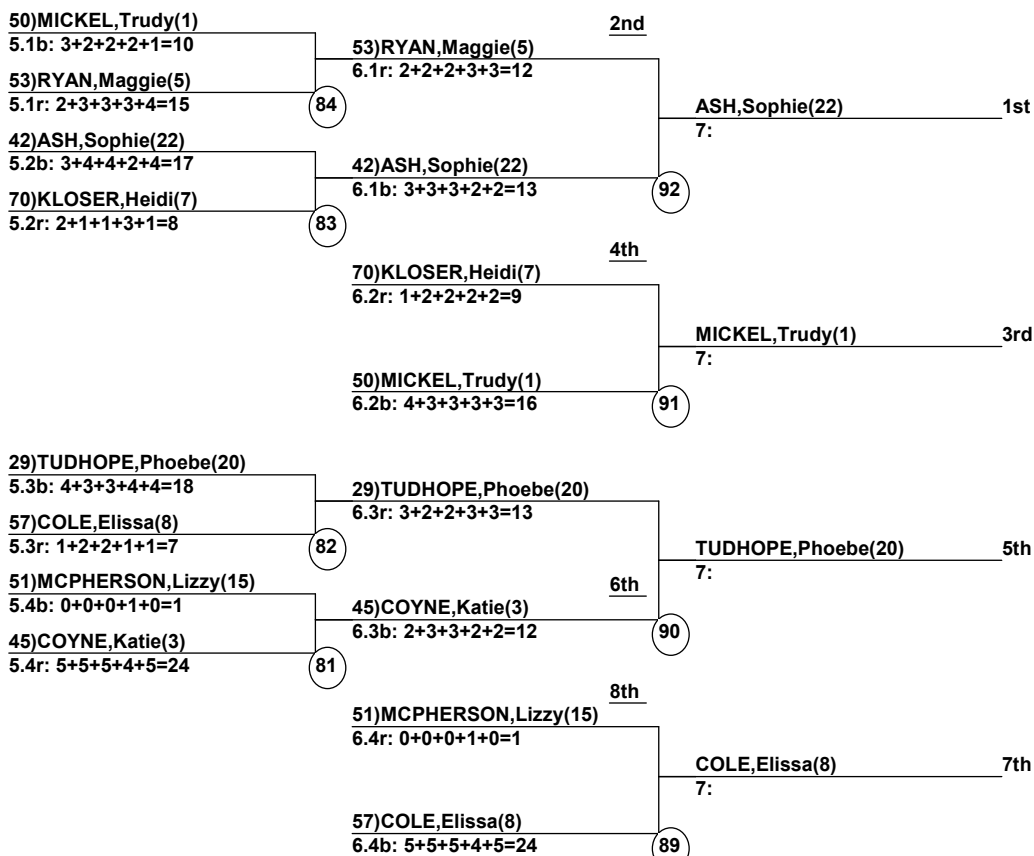 50)MICKEL,Trudy(1)
5.1b: 3+2+2+2+1=10
53)RYAN,Maggie(5)
5.1r: 2+3+3+3+4=15
84
42)ASH,Sophie(22)
5.2b: 3+4+4+2+4=17
70)KLOSER,Heidi(7)
5.2r: 2+1+1+3+1=8
83
2nd
53)RYAN,Maggie(5)
6.1r: 2+2+2+3+3=12
42)ASH,Sophie(22)
6.1b: 3+3+3+2+2=13
92
ASH,Sophie(22) 1st
7:
4th
70)KLOSER,Heidi(7)
6.2r: 1+2+2+2+2=9
50)MICKEL,Trudy(1)
6.2b: 4+3+3+3+3=16
91
MICKEL,Trudy(1) 3rd
7:
29)TUDHOPE,Phoebe(20)
5.3b: 4+3+3+4+4=18
57)COLE,Elissa(8)
5.3r: 1+2+2+1+1=7
82
51)MCPHERSON,Lizzy(15)
5.4b: 0+0+0+1+0=1
45)COYNE,Katie(3)
5.4r: 5+5+5+4+5=24
81
29)TUDHOPE,Phoebe(20)
6.3r: 3+2+2+3+3=13
6th
45)COYNE,Katie(3)
6.3b: 2+3+3+2+2=12
90
TUDHOPE,Phoebe(20) 5th
7:
8th
51)MCPHERSON,Lizzy(15)
6.4r: 0+0+0+1+0=1
57)COLE,Elissa(8)
6.4b: 5+5+5+4+5=24
89
COLE,Elissa(8) 7th
7: